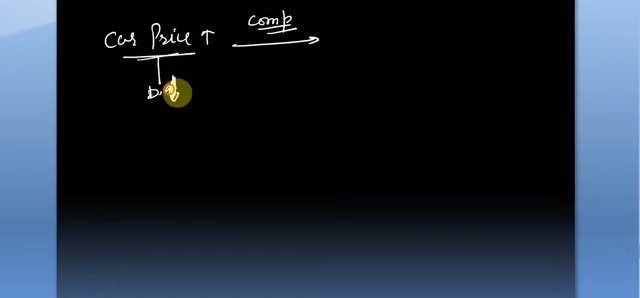 Car Price ↑ comp →
D.d ↓